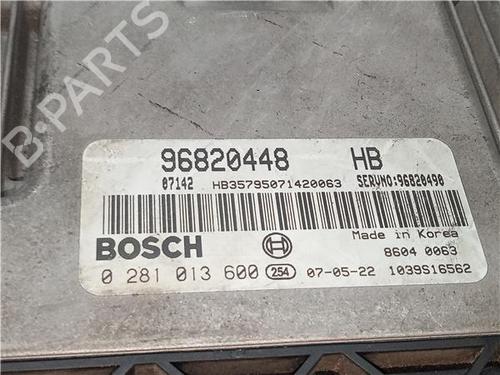 B-PARTS
96820448 HB
07142 HB35795071420063 SERVNO:96820490
BOSCH
Made in Korea
8604 0063
0 281 013 600 254 07-05-22 1039S16562